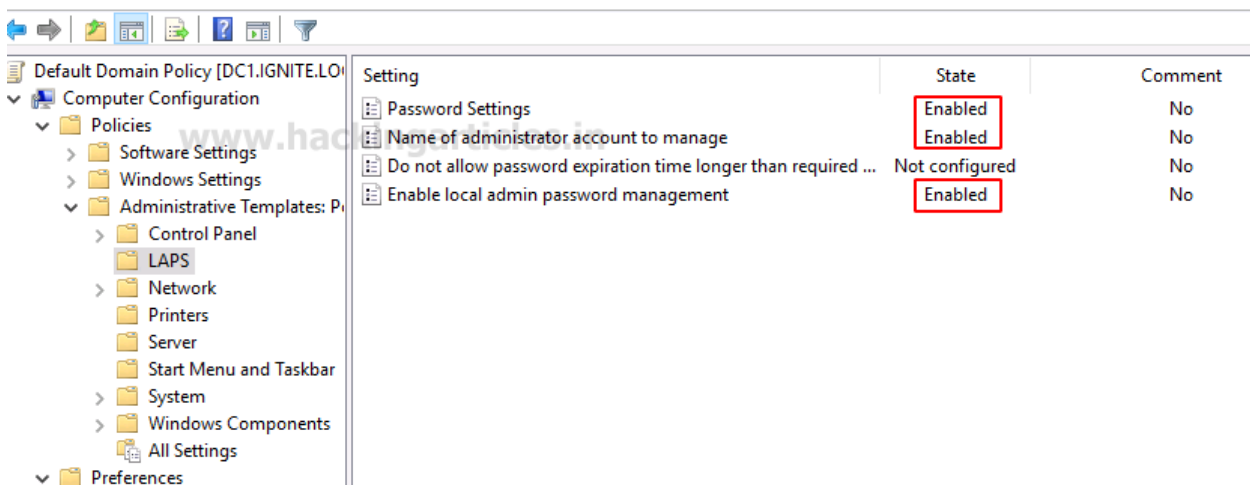 Default Domain Policy [DC1.IGNITE.LO
Computer Configuration
Policies
Software Settings
Windows Settings
Administrative Templates: P
Control Panel
LAPS
Network
Printers
Server
Start Menu and Taskbar
System
Windows Components
All Settings
Preferences
www.hackingarticles.in
Setting State Comment
Password Settings Enabled No
Name of administrator account to manage Enabled No
Do not allow password expiration time longer than required ... Not configured No
Enable local admin password management Enabled No